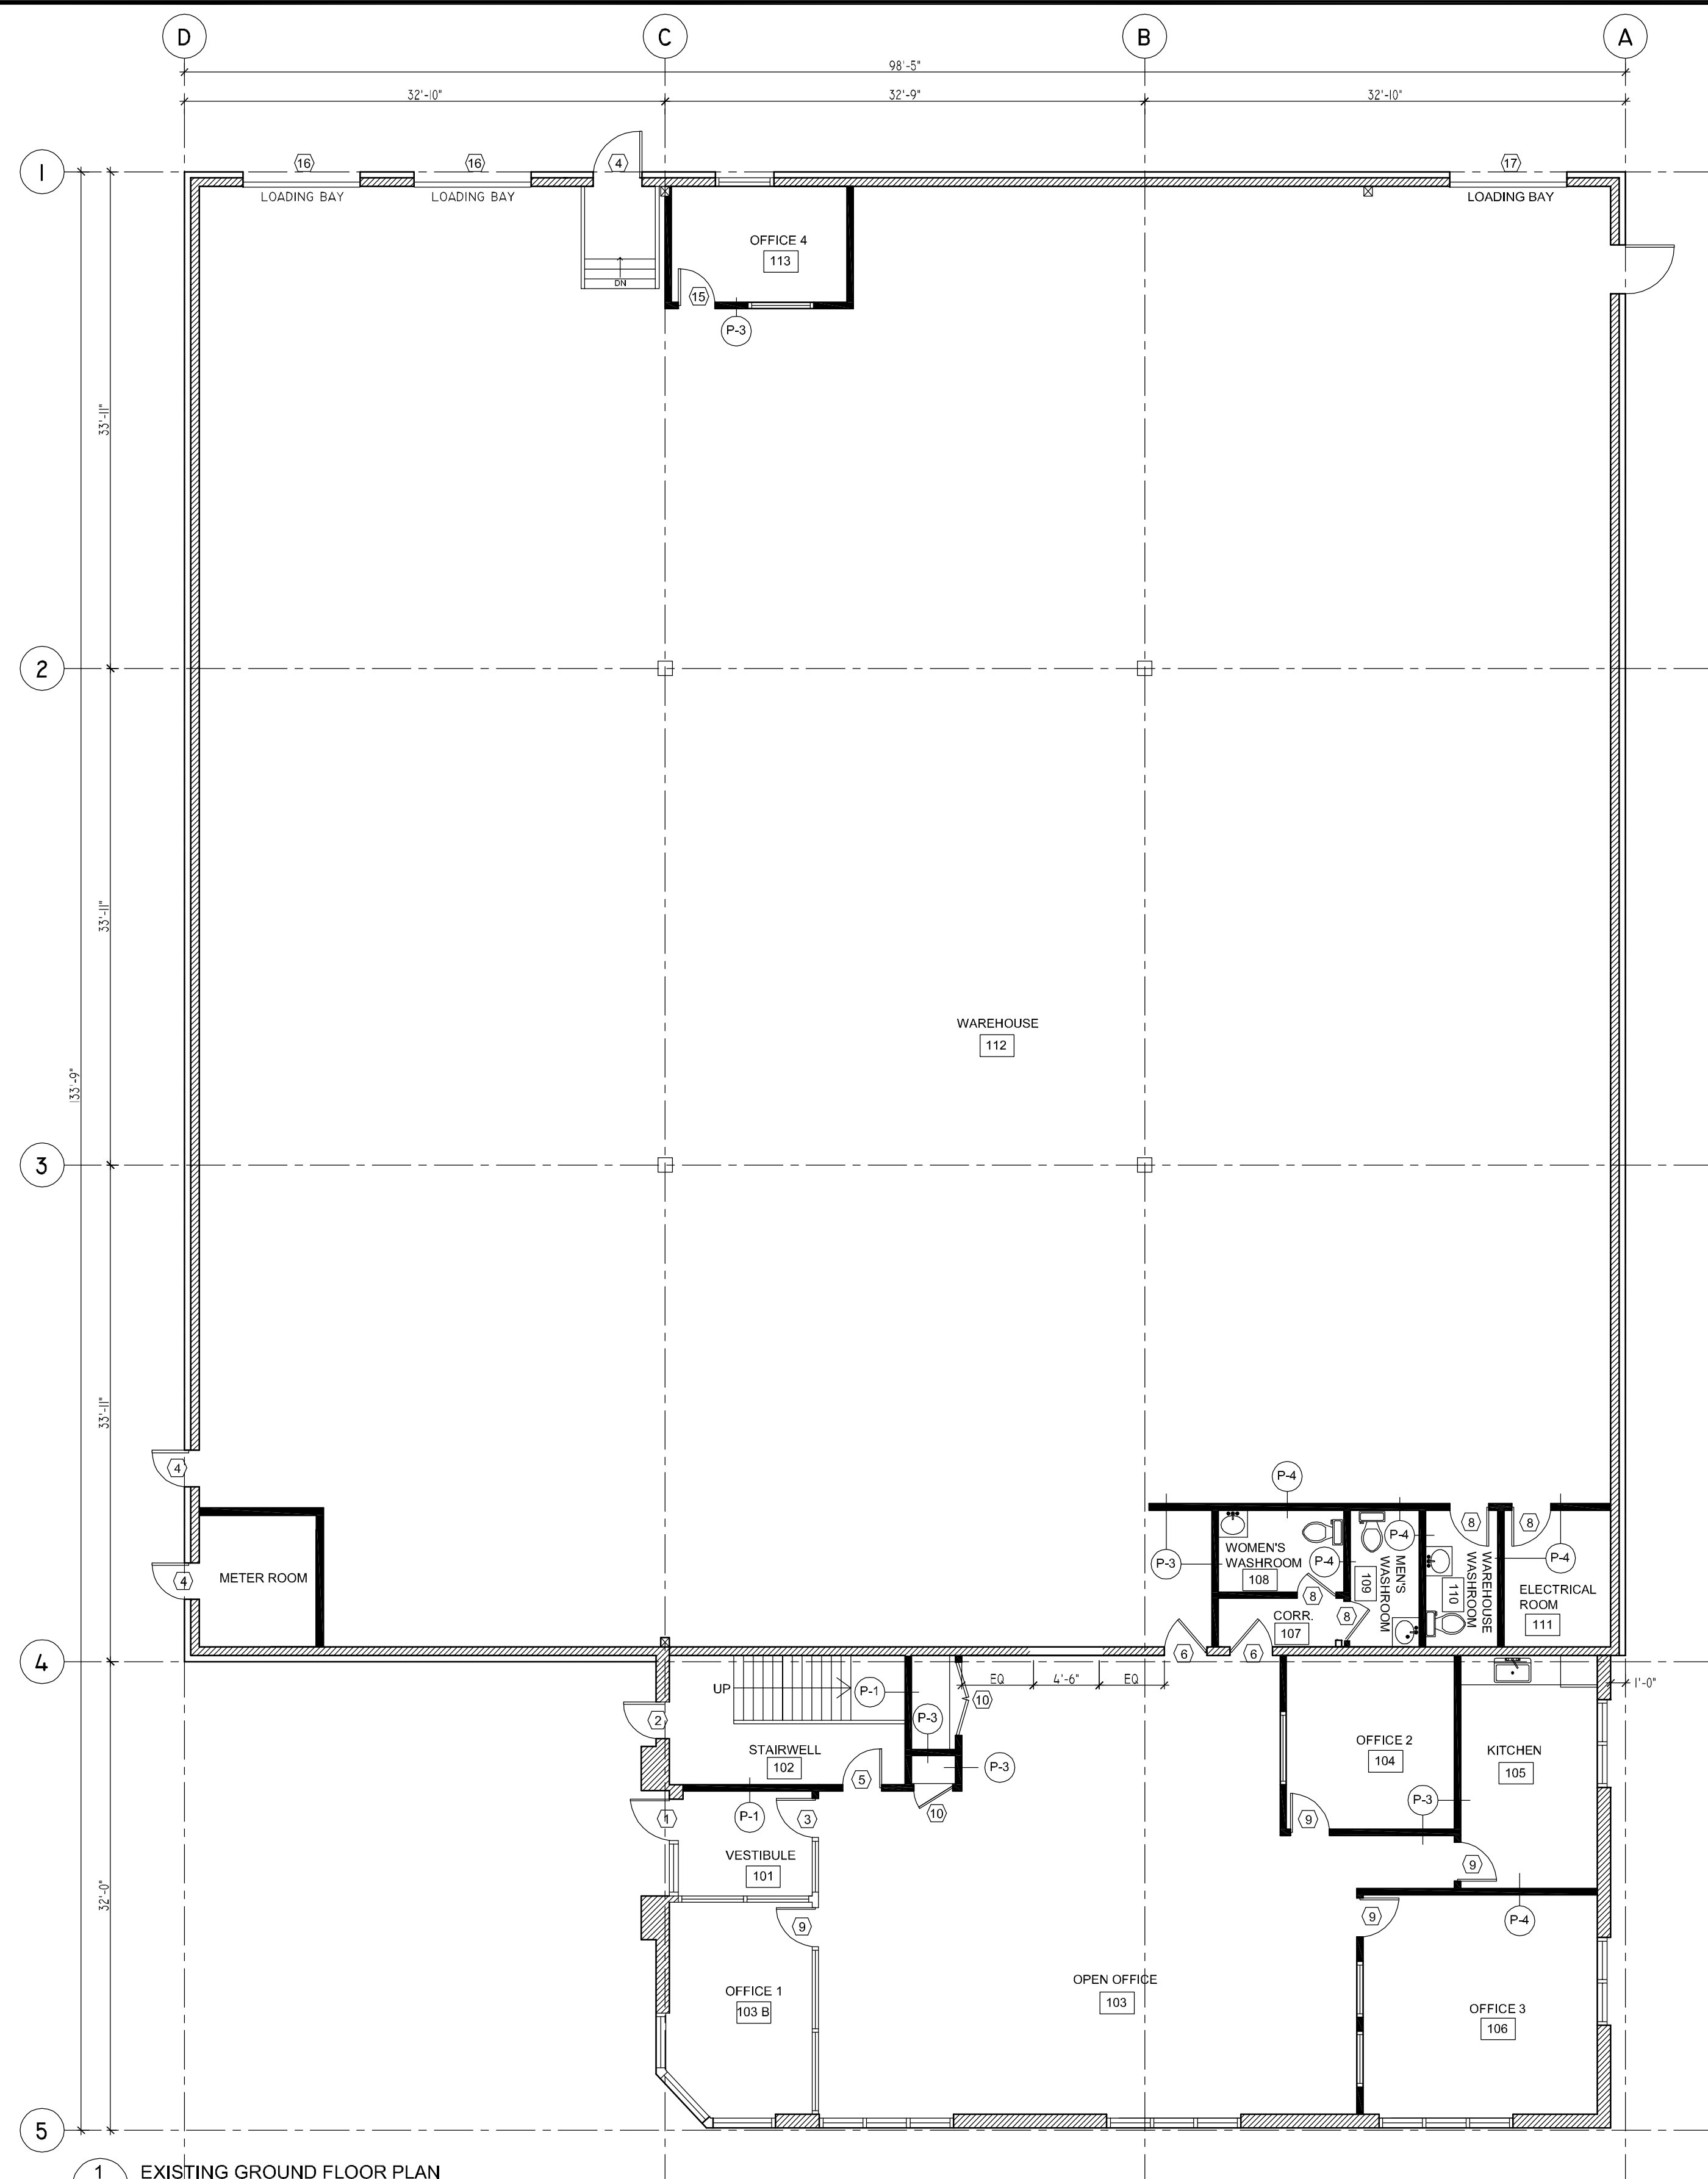 D
C
B
A
98'-5"
32'-10"
32'-9"
32'-10"
1
16
16
4
17
LOADING BAY
LOADING BAY
LOADING BAY
OFFICE 4
113
DN
15
P-3
33'-11"
2
33'-11"
WAREHOUSE
112
133'-9"
3
33'-11"
4
P-4
8
8
WOMEN'S
WASHROOM
108
P-3
P-4
P-4
P-4
MEN'S
WASHROOM
109
WAREHOUSE
WASHROOM
110
ELECTRICAL
ROOM
111
METER ROOM
4
8
8
CORR.
107
6
6
4
EQ
4'-6"
EQ
1'-0"
UP
P-1
10
P-3
2
STAIRWELL
102
5
P-3
10
OFFICE 2
104
KITCHEN
105
P-3
1
P-1
3
9
VESTIBULE
101
9
32'-0"
9
9
P-4
OFFICE 1
103 B
OPEN OFFICE
103
OFFICE 3
106
5
1
EXISTING GROUND FLOOR PLAN